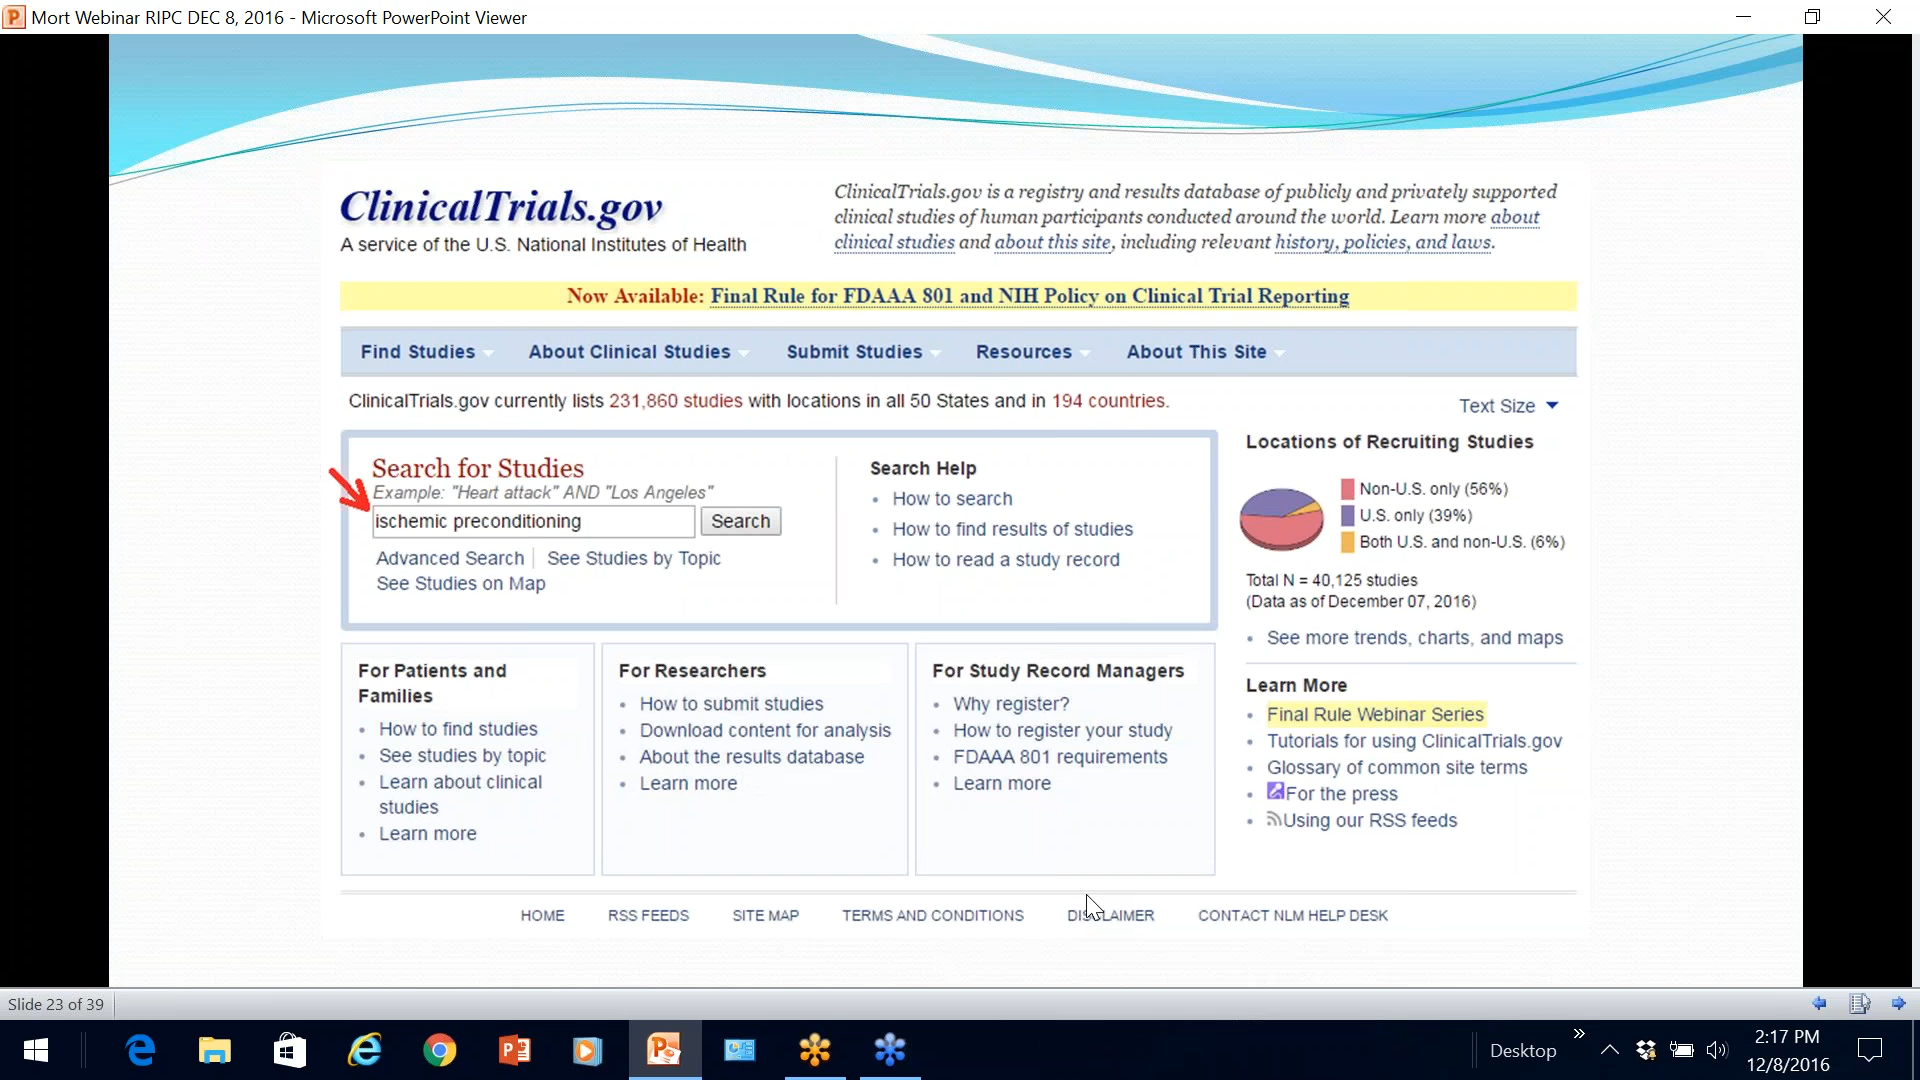 Mort Webinar RIPC DEC 8, 2016 - Microsoft PowerPoint Viewer
ClinicalTrials.gov
A service of the U.S. National Institutes of Health
ClinicalTrials.gov is a registry and results database of publicly and privately supported
clinical studies of human participants conducted around the world. Learn more about
clinical studies and about this site, including relevant history, policies, and laws.
Now Available: Final Rule for FDAAA 801 and NIH Policy on Clinical Trial Reporting
Find Studies About Clinical Studies Submit Studies Resources About This Site
ClinicalTrials.gov currently lists 231,860 studies with locations in all 50 States and in 194 countries.
Text Size
Search for Studies
Example: "Heart attack" AND "Los Angeles"
ischemic preconditioning Search
Advanced Search See Studies by Topic
See Studies on Map
Search Help
How to search
How to find results of studies
How to read a study record
Locations of Recruiting Studies
Non-U.S. only (56%)
U.S. only (39%)
Both U.S. and non-U.S. (6%)
Total N = 40,125 studies
(Data as of December 07, 2016)
See more trends, charts, and maps
For Patients and
Families
How to find studies
See studies by topic
Learn about clinical
studies
Learn more
For Researchers
How to submit studies
Download content for analysis
About the results database
Learn more
For Study Record Managers
Why register?
How to register your study
FDAAA 801 requirements
Learn more
Learn More
Final Rule Webinar Series
Tutorials for using ClinicalTrials.gov
Glossary of common site terms
For the press
Using our RSS feeds
HOME RSS FEEDS SITE MAP TERMS AND CONDITIONS DISCLAIMER CONTACT NLM HELP DESK
Slide 23 of 39
Desktop
2:17 PM
12/8/2016